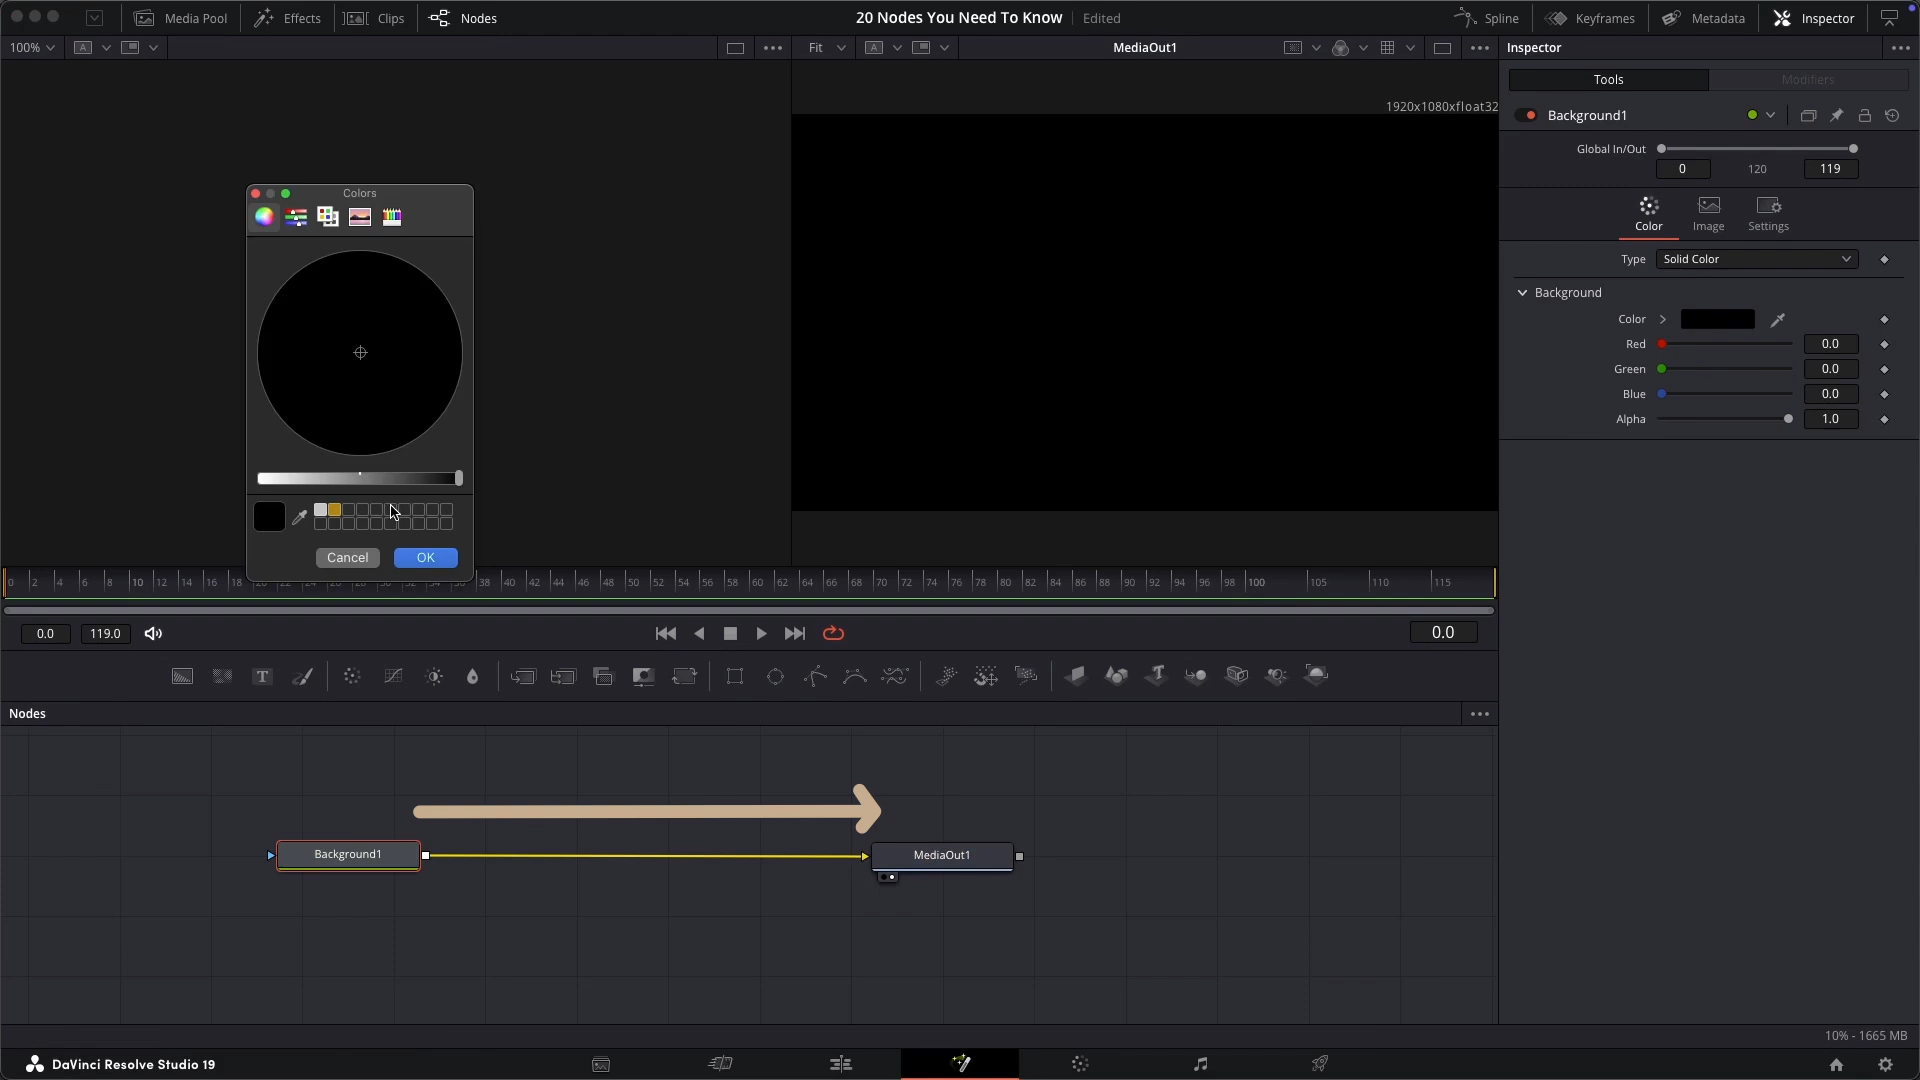 Media Pool
Effects
Clips
Nodes
20 Nodes You Need To Know
Edited
Spline
Keyframes
Metadata
Inspector
100%
A
Fit
A
MediaOut1
Inspector
Tools
Modifiers
1920x1080xfloat32
Background1
Global In/Out
0
120
119
Color
Image
Settings
Type
Solid Color
Background
Color
Red
0.0
Green
0.0
Blue
0.0
Alpha
1.0
Colors
Cancel
OK
0 2 4 6 8 10 12 14 16 18 38 40 42 44 46 48 50 52 54 56 58 60 62 64 66 68 70 72 74 76 78 80 82 84 86 88 90 92 94 96 98 100 105 110 115
0.0
119.0
0.0
T
T
Nodes
Background1
MediaOut1
10% - 1665 MB
DaVinci Resolve Studio 19